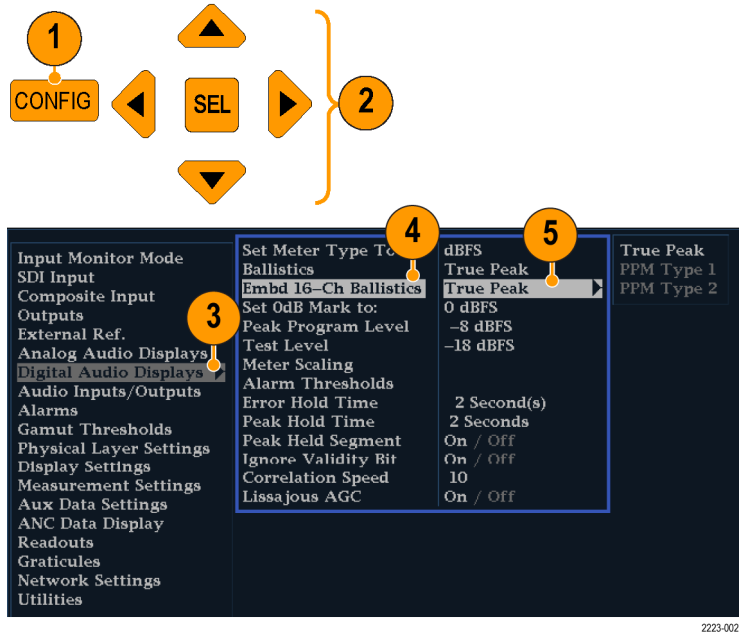 1
CONFIG
SEL
2
4
5
3
Input Monitor Mode
SDI Input
Composite Input
Outputs
External Ref.
Analog Audio Displays
Digital Audio Displays
Audio Inputs/Outputs
Alarms
Gamut Thresholds
Physical Layer Settings
Display Settings
Measurement Settings
Aux Data Settings
ANC Data Display
Readouts
Graticules
Network Settings
Utilities
Set Meter Type To dBFS
Ballistics True Peak
Embd 16-Ch Ballistics True Peak
Set 0dB Mark to: 0 dBFS
Peak Program Level -8 dBFS
Test Level -18 dBFS
Meter Scaling
Alarm Thresholds
Error Hold Time 2 Second(s)
Peak Hold Time 2 Seconds
Peak Held Segment On / Off
Ignore Validity Bit On / Off
Correlation Speed 10
Lissajous AGC On / Off
True Peak
PPM Type 1
PPM Type 2
2223-002